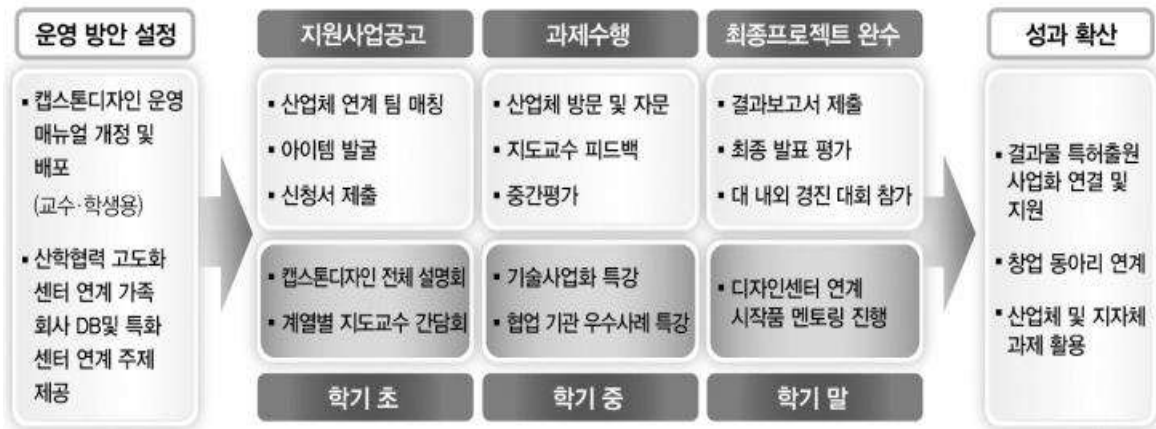 운영 방안 설정
▪ 캡스톤디자인 운영
매뉴얼 개정 및
배포
(교수·학생용)
▪ 산학협력 고도화
센터 연계 가족
회사 DB및 특화
센터 연계 주제
제공
지원사업공고
▪ 산업체 연계 팀 매칭
▪ 아이템 발굴
▪ 신청서 제출
▪ 캡스톤디자인 전체 설명회
▪ 계열별 지도교수 간담회
학기 초
과제수행
▪ 산업체 방문 및 자문
▪ 지도교수 피드백
▪ 중간평가
▪ 기술사업화 특강
▪ 협업 기관 우수사례 특강
학기 중
최종프로젝트 완수
▪ 결과보고서 제출
▪ 최종 발표 평가
▪ 대 내외 경진 대회 참가
▪ 디자인센터 연계
시작품 멘토링 진행
학기 말
성과 확산
▪ 결과물 특허출원
사업화 연결 및
지원
▪ 창업 동아리 연계
▪ 산업체 및 지자체
과제 활용